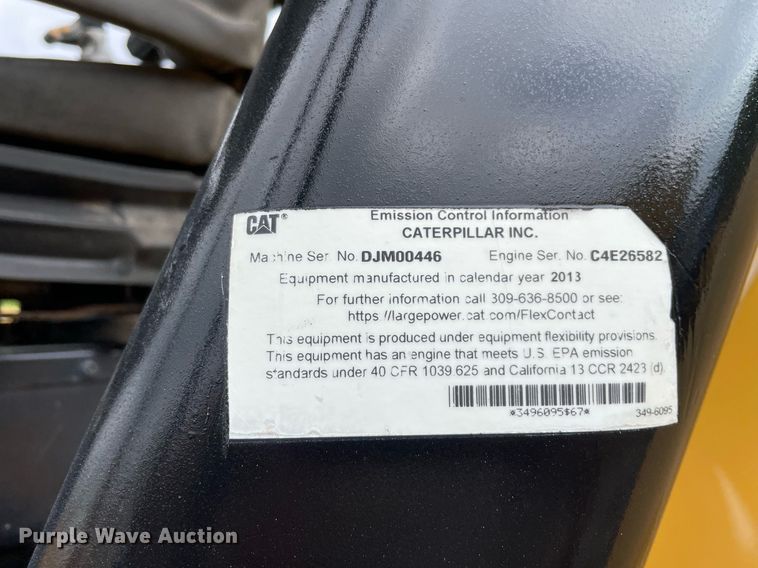 CAT®
Emission Control Information
CATERPILLAR INC.
Machine Ser. No. DJM00446 Engine Ser. No. C4E26582
Equipment manufactured in calendar year 2013
For further information call 309-636-8500 or see:
https://largepower.cat.com/FlexContact
This equipment is produced under equipment flexibility provisions.
This equipment has an engine that meets U.S. EPA emission
standards under 40 CFR 1039.625 and California 13 CCR 2423 (d).
*3496095$67*
349-6095
Purple Wave Auction